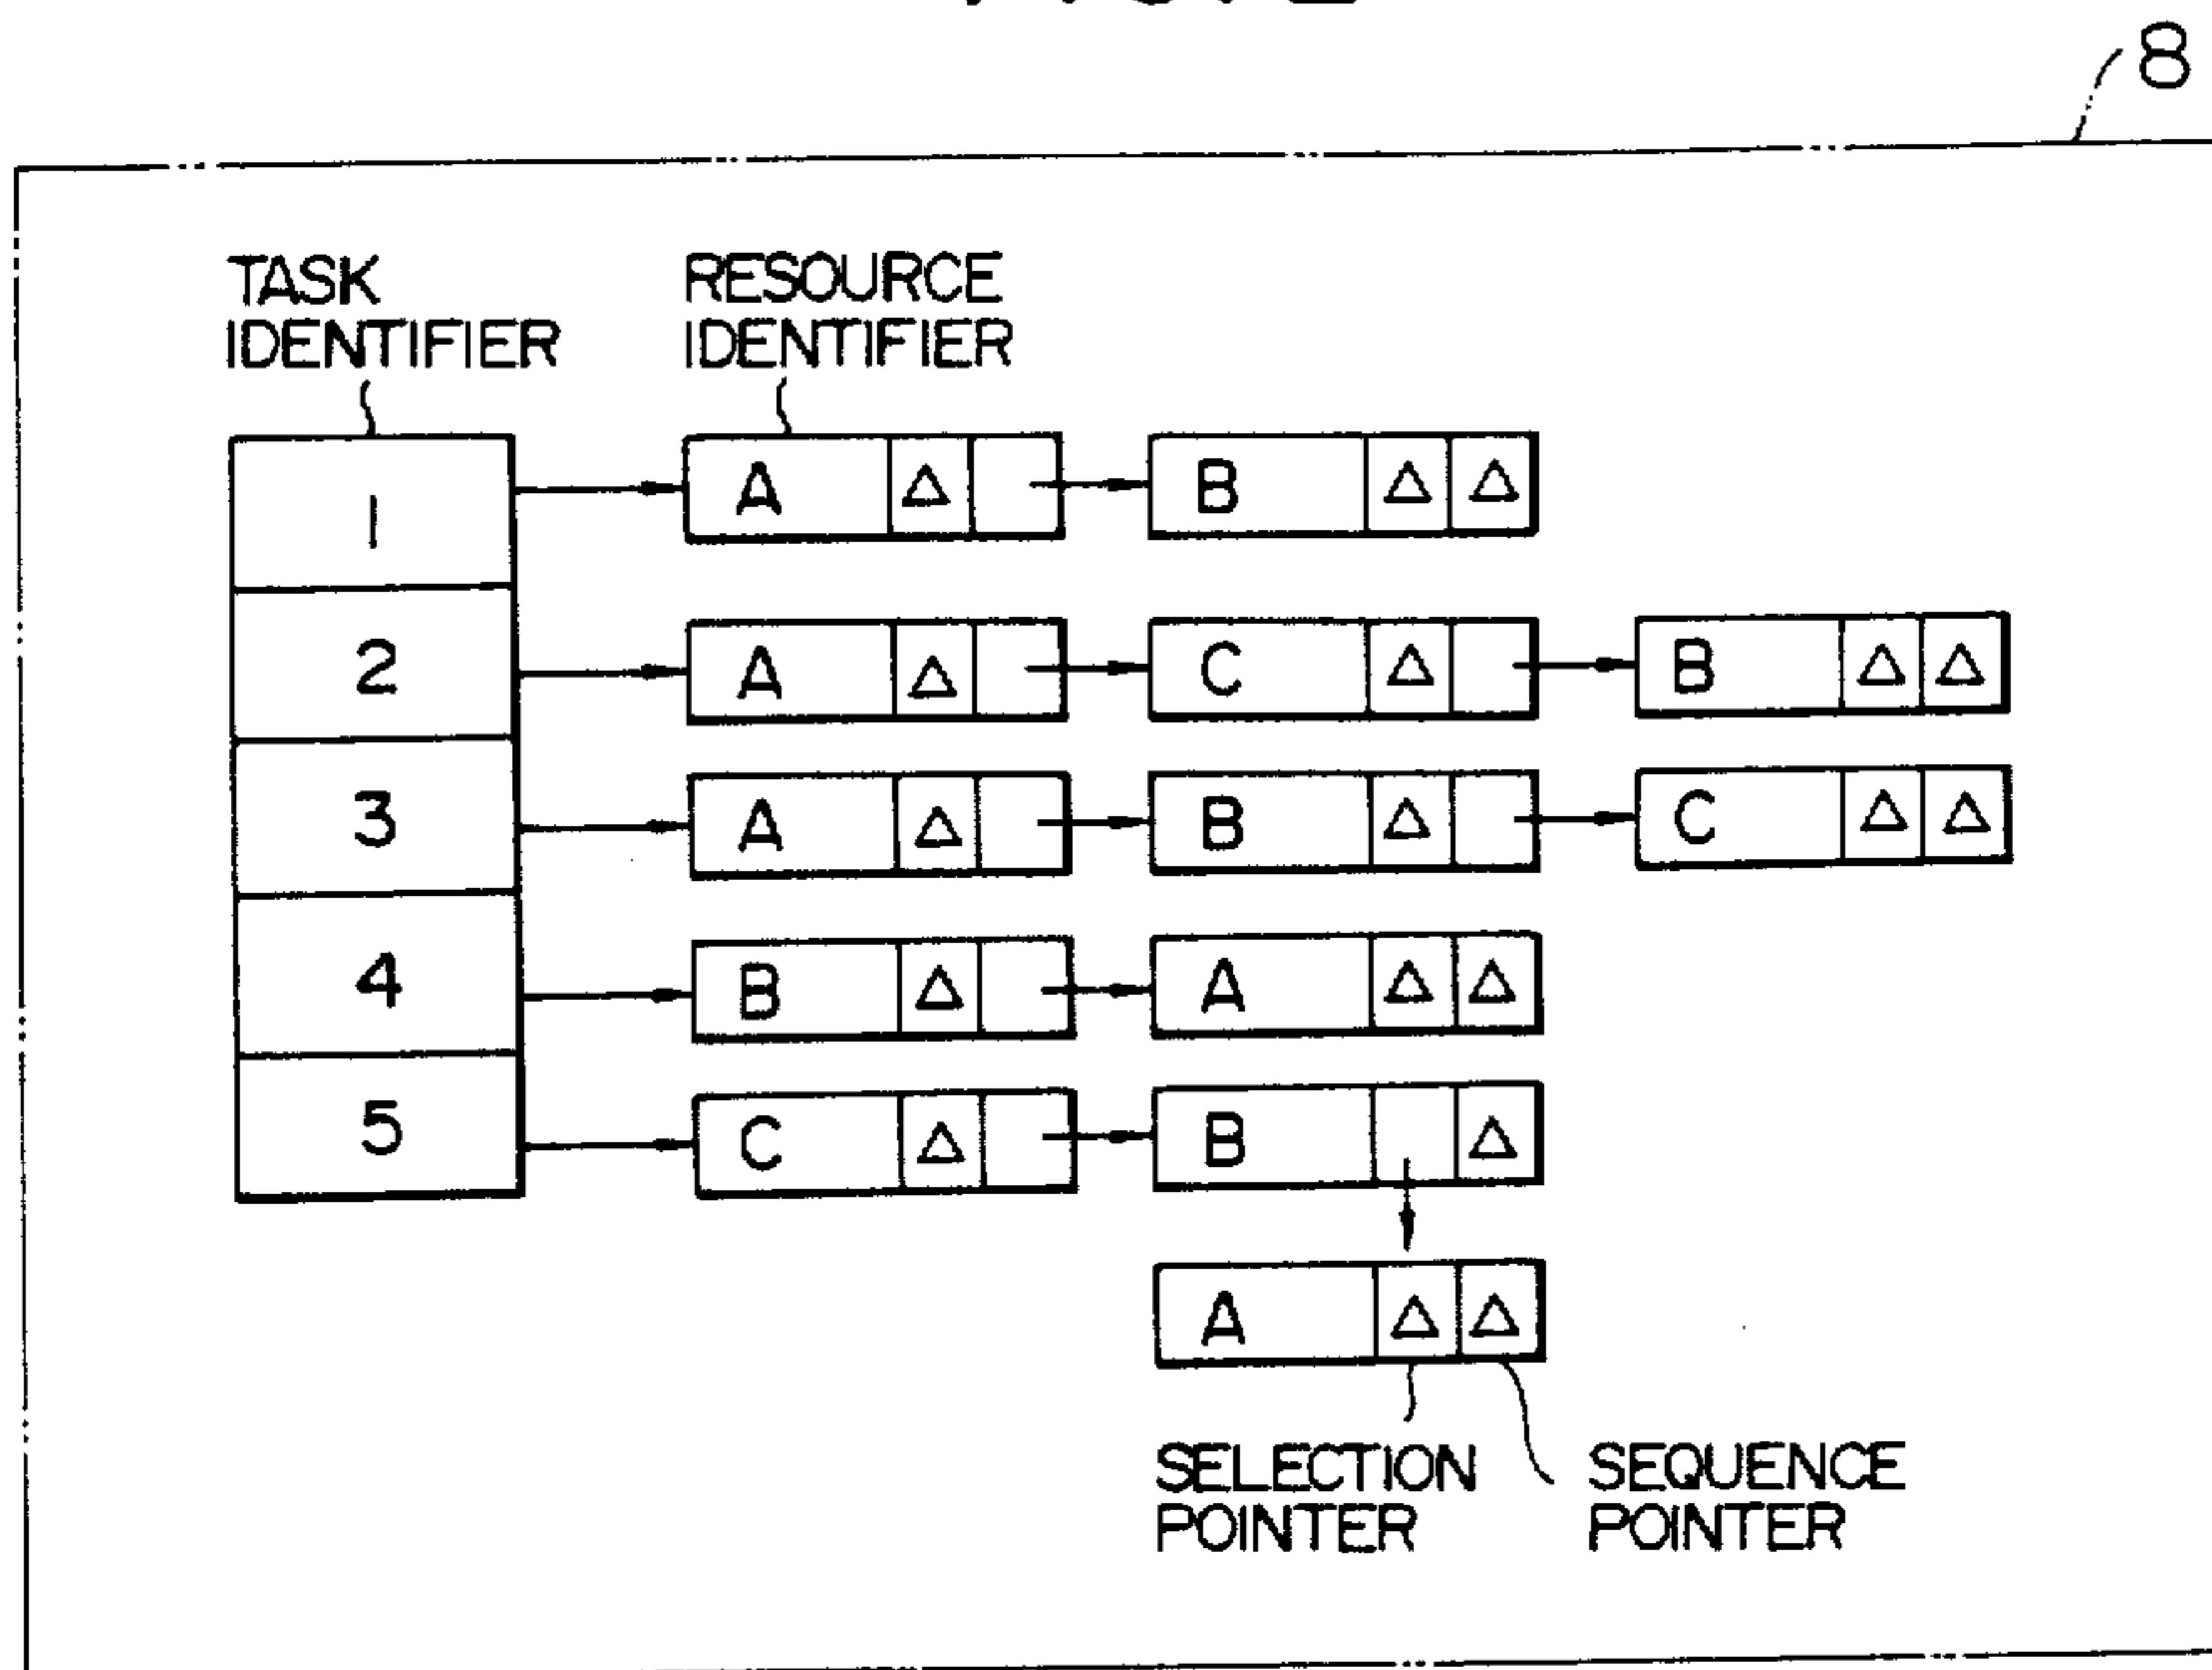 8
TASK
IDENTIFIER
RESOURCE
IDENTIFIER
1 A Δ B Δ Δ
2 A Δ C Δ B Δ Δ
3 A Δ B Δ C Δ Δ
4 B Δ A Δ Δ
5 C Δ B Δ
A Δ Δ
SELECTION
POINTER
SEQUENCE
POINTER